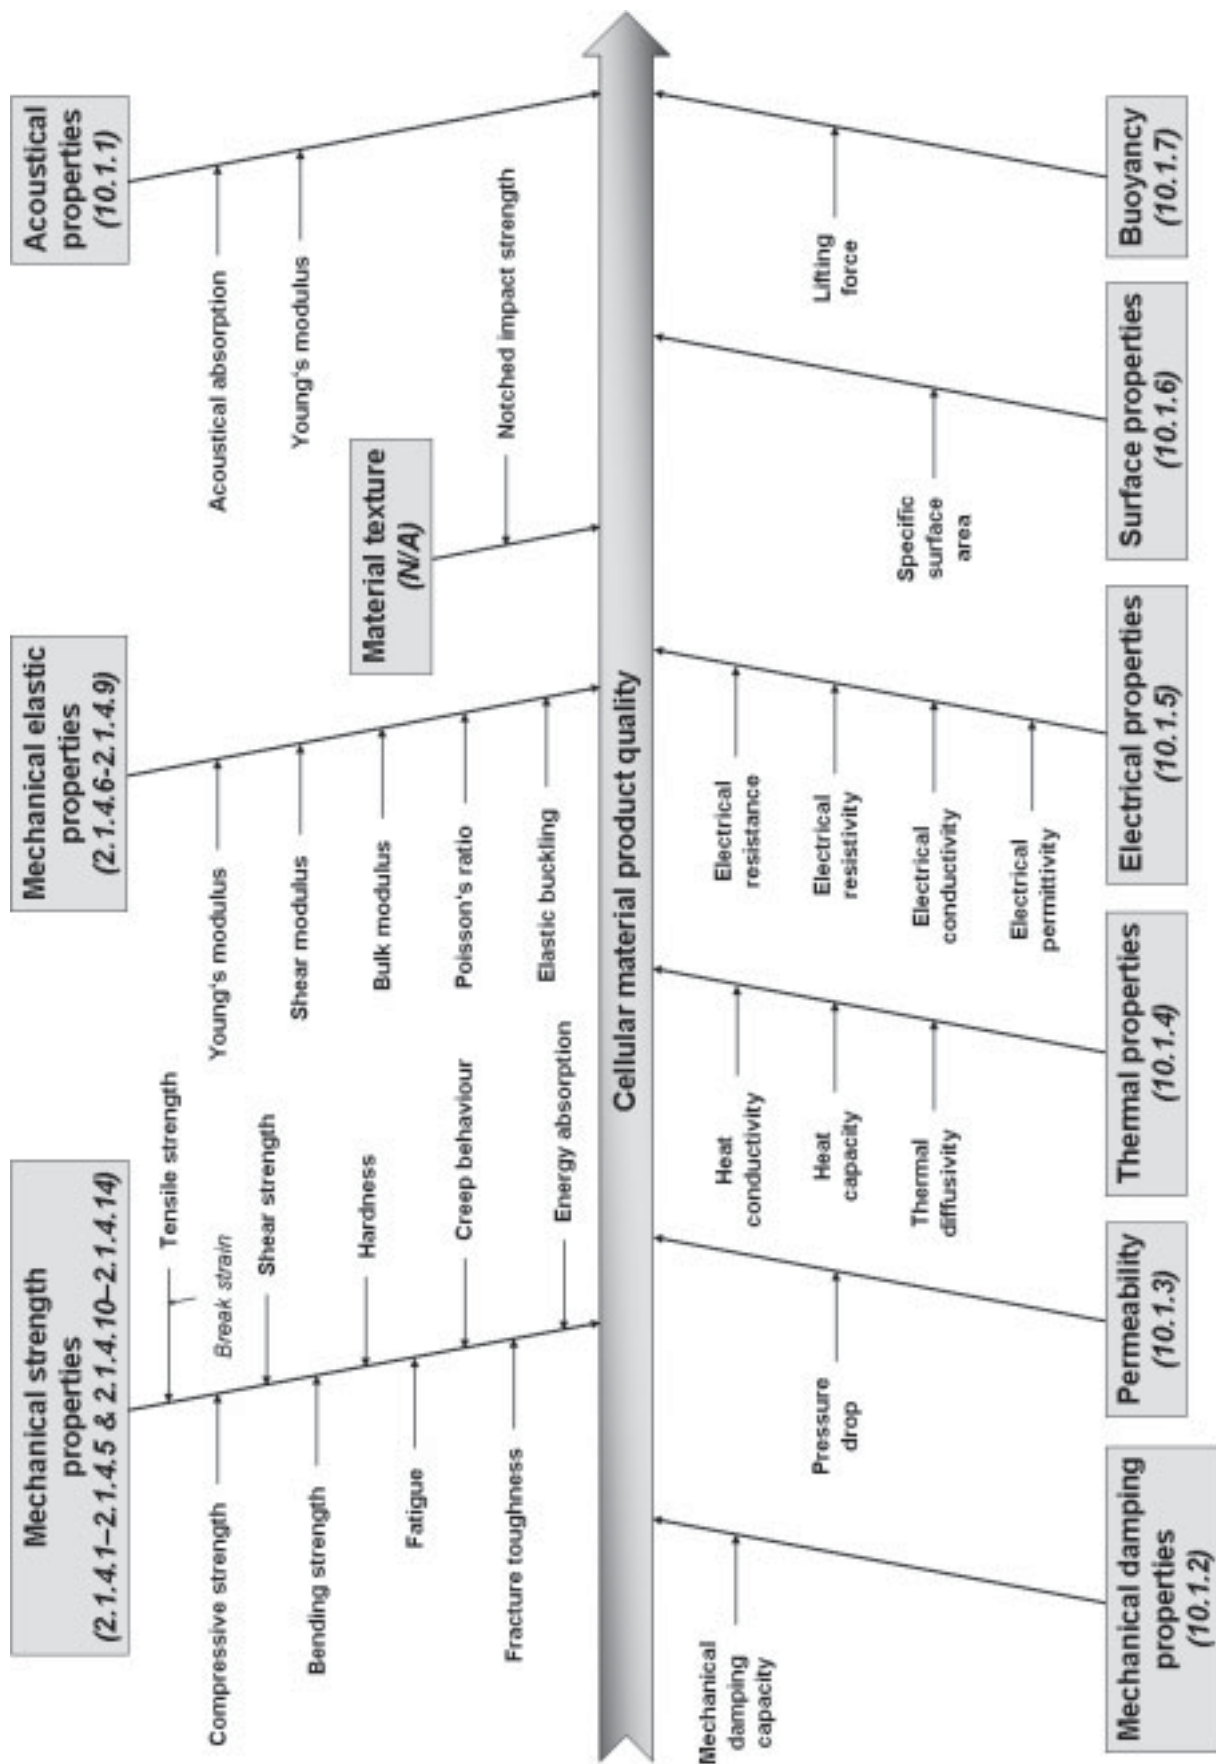 Mechanical strength
properties
(2.1.4.1–2.1.4.5 & 2.1.4.10–2.1.4.14)
Tensile strength
Break strain
Compressive strength
Shear strength
Bending strength
Hardness
Fatigue
Creep behaviour
Fracture toughness
Energy absorption
Mechanical elastic
properties
(2.1.4.6-2.1.4.9)
Young's modulus
Shear modulus
Bulk modulus
Poisson's ratio
Elastic buckling
Material texture
(N/A)
Notched impact strength
Acoustical
properties
(10.1.1)
Acoustical absorption
Young's modulus
Cellular material product quality
Mechanical
damping
capacity
Mechanical damping
properties
(10.1.2)
Pressure
drop
Permeability
(10.1.3)
Heat
conductivity
Heat
capacity
Thermal
diffusivity
Thermal properties
(10.1.4)
Electrical
resistance
Electrical
resistivity
Electrical
conductivity
Electrical
permittivity
Electrical properties
(10.1.5)
Specific
surface
area
Surface properties
(10.1.6)
Lifting
force
Buoyancy
(10.1.7)